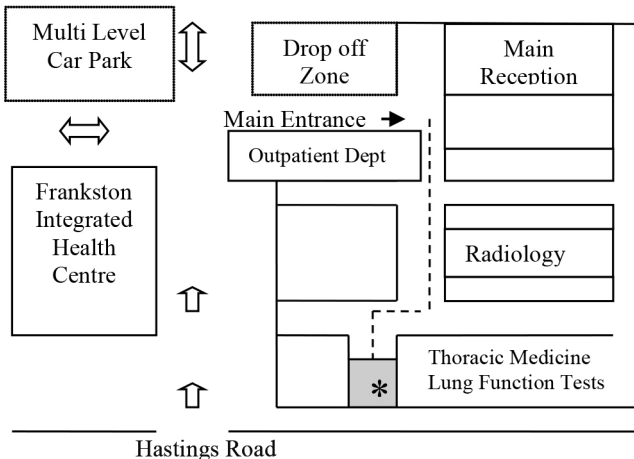 Multi Level
Car Park
Drop off
Zone
Main
Reception
Main Entrance
Outpatient Dept
Frankston
Integrated
Health
Centre
Radiology
Thoracic Medicine
Lung Function Tests
*
Hastings Road